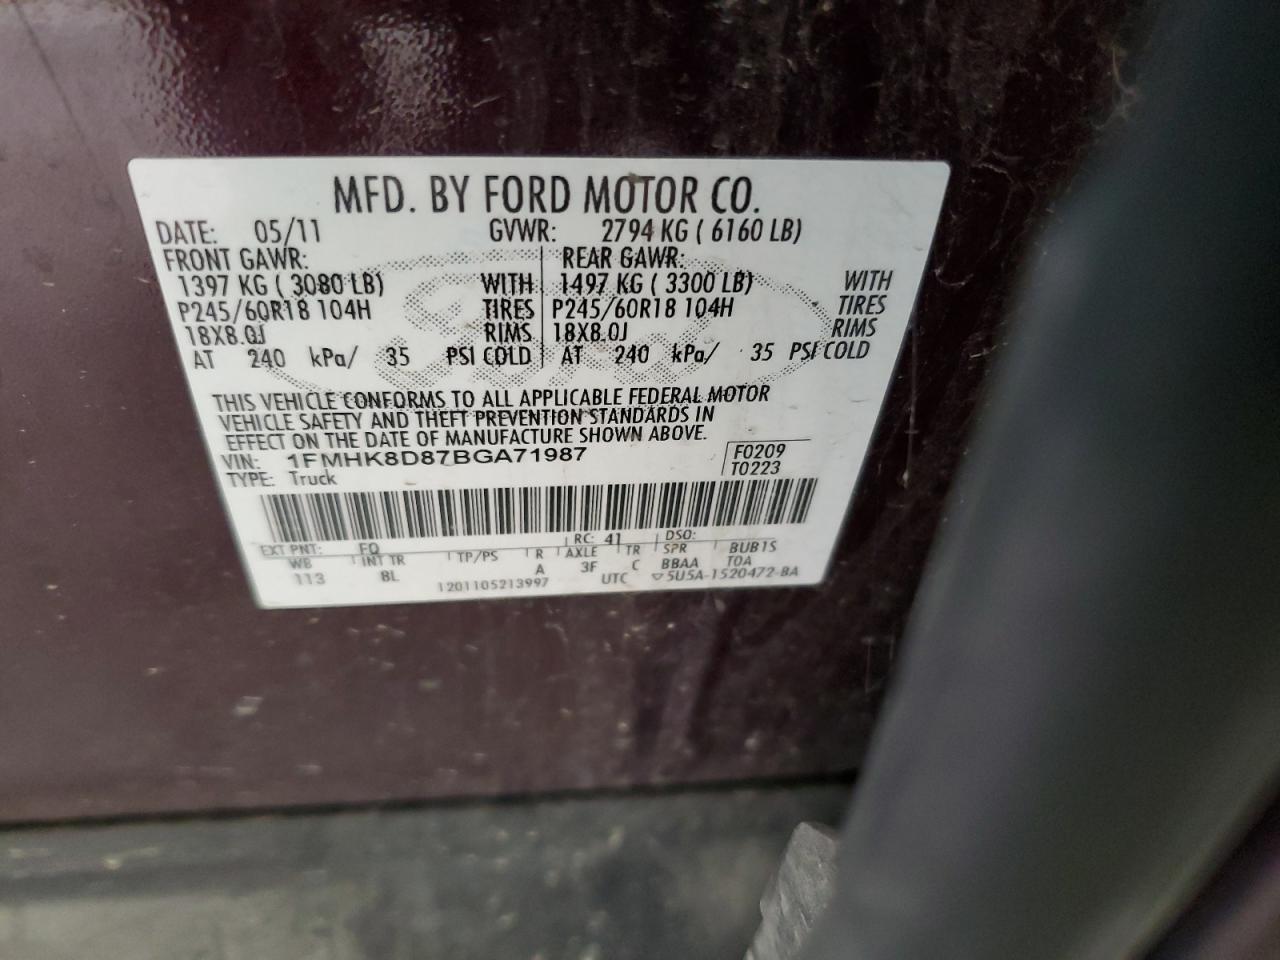 MFD. BY FORD MOTOR CO.
DATE: 05/11 GVWR: 2794 KG ( 6160 LB)
FRONT GAWR: REAR GAWR:
1397 KG ( 3080 LB) WITH 1497 KG ( 3300 LB) WITH
P245/60R18 104H TIRES P245/60R18 104H TIRES
18X8.0J RIMS 18X8.0J RIMS
AT 240 kPa/ 35 PSI COLD AT 240 kPa/ 35 PSI COLD
THIS VEHICLE CONFORMS TO ALL APPLICABLE FEDERAL MOTOR
VEHICLE SAFETY AND THEFT PREVENTION STANDARDS IN
EFFECT ON THE DATE OF MANUFACTURE SHOWN ABOVE.
VIN: 1FMHK8D87BGA71987 F0209
TYPE: Truck T0223
EXT PNT: FQ RC: 41 DSO:
WB INT TR TP/PS R AXLE TR SPR BUB1S
113 BL A 3F C BBAA TOA
1201105213997 UTC ▽5U5A-1520472-BA